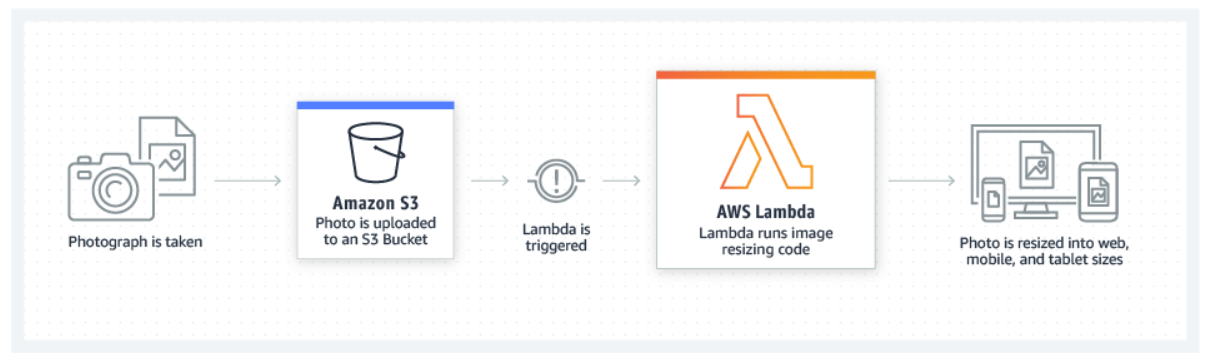 Photograph is taken
Amazon S3
Photo is uploaded
to an S3 Bucket
Lambda is
triggered
AWS Lambda
Lambda runs image
resizing code
Photo is resized into web,
mobile, and tablet sizes